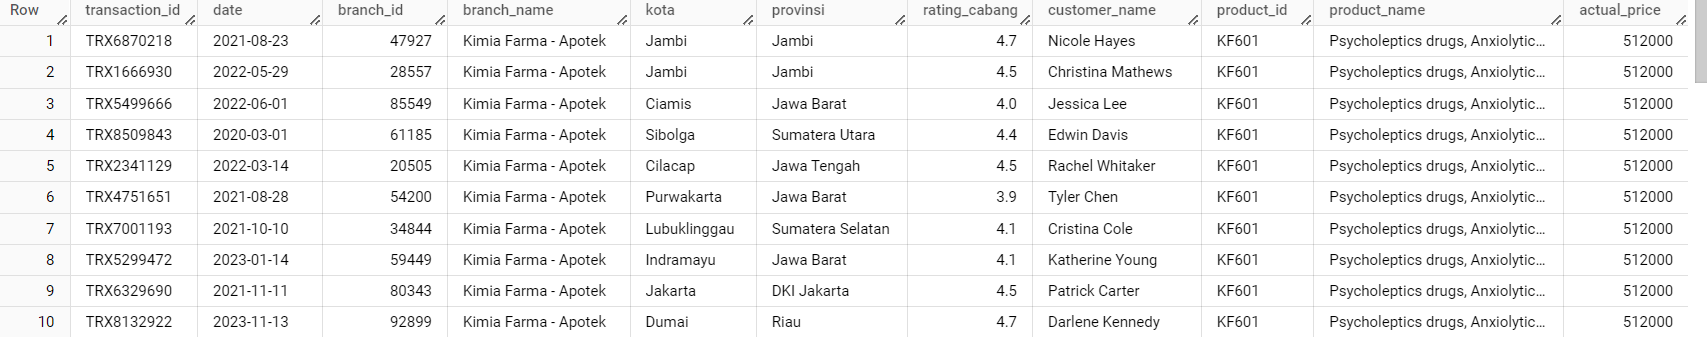 Row transaction_id date branch_id branch_name kota provinsi rating_cabang customer_name product_id product_name actual_price
1 TRX6870218 2021-08-23 47927 Kimia Farma - Apotek Jambi Jambi 4.7 Nicole Hayes KF601 Psycholeptics drugs, Anxiolytic... 512000
2 TRX1666930 2022-05-29 28557 Kimia Farma - Apotek Jambi Jambi 4.5 Christina Mathews KF601 Psycholeptics drugs, Anxiolytic... 512000
3 TRX5499666 2022-06-01 85549 Kimia Farma - Apotek Ciamis Jawa Barat 4.0 Jessica Lee KF601 Psycholeptics drugs, Anxiolytic... 512000
4 TRX8509843 2020-03-01 61185 Kimia Farma - Apotek Sibolga Sumatera Utara 4.4 Edwin Davis KF601 Psycholeptics drugs, Anxiolytic... 512000
5 TRX2341129 2022-03-14 20505 Kimia Farma - Apotek Cilacap Jawa Tengah 4.5 Rachel Whitaker KF601 Psycholeptics drugs, Anxiolytic... 512000
6 TRX4751651 2021-08-28 54200 Kimia Farma - Apotek Purwakarta Jawa Barat 3.9 Tyler Chen KF601 Psycholeptics drugs, Anxiolytic... 512000
7 TRX7001193 2021-10-10 34844 Kimia Farma - Apotek Lubuklinggau Sumatera Selatan 4.1 Cristina Cole KF601 Psycholeptics drugs, Anxiolytic... 512000
8 TRX5299472 2023-01-14 59449 Kimia Farma - Apotek Indramayu Jawa Barat 4.1 Katherine Young KF601 Psycholeptics drugs, Anxiolytic... 512000
9 TRX6329690 2021-11-11 80343 Kimia Farma - Apotek Jakarta DKI Jakarta 4.5 Patrick Carter KF601 Psycholeptics drugs, Anxiolytic... 512000
10 TRX8132922 2023-11-13 92899 Kimia Farma - Apotek Dumai Riau 4.7 Darlene Kennedy KF601 Psycholeptics drugs, Anxiolytic... 512000